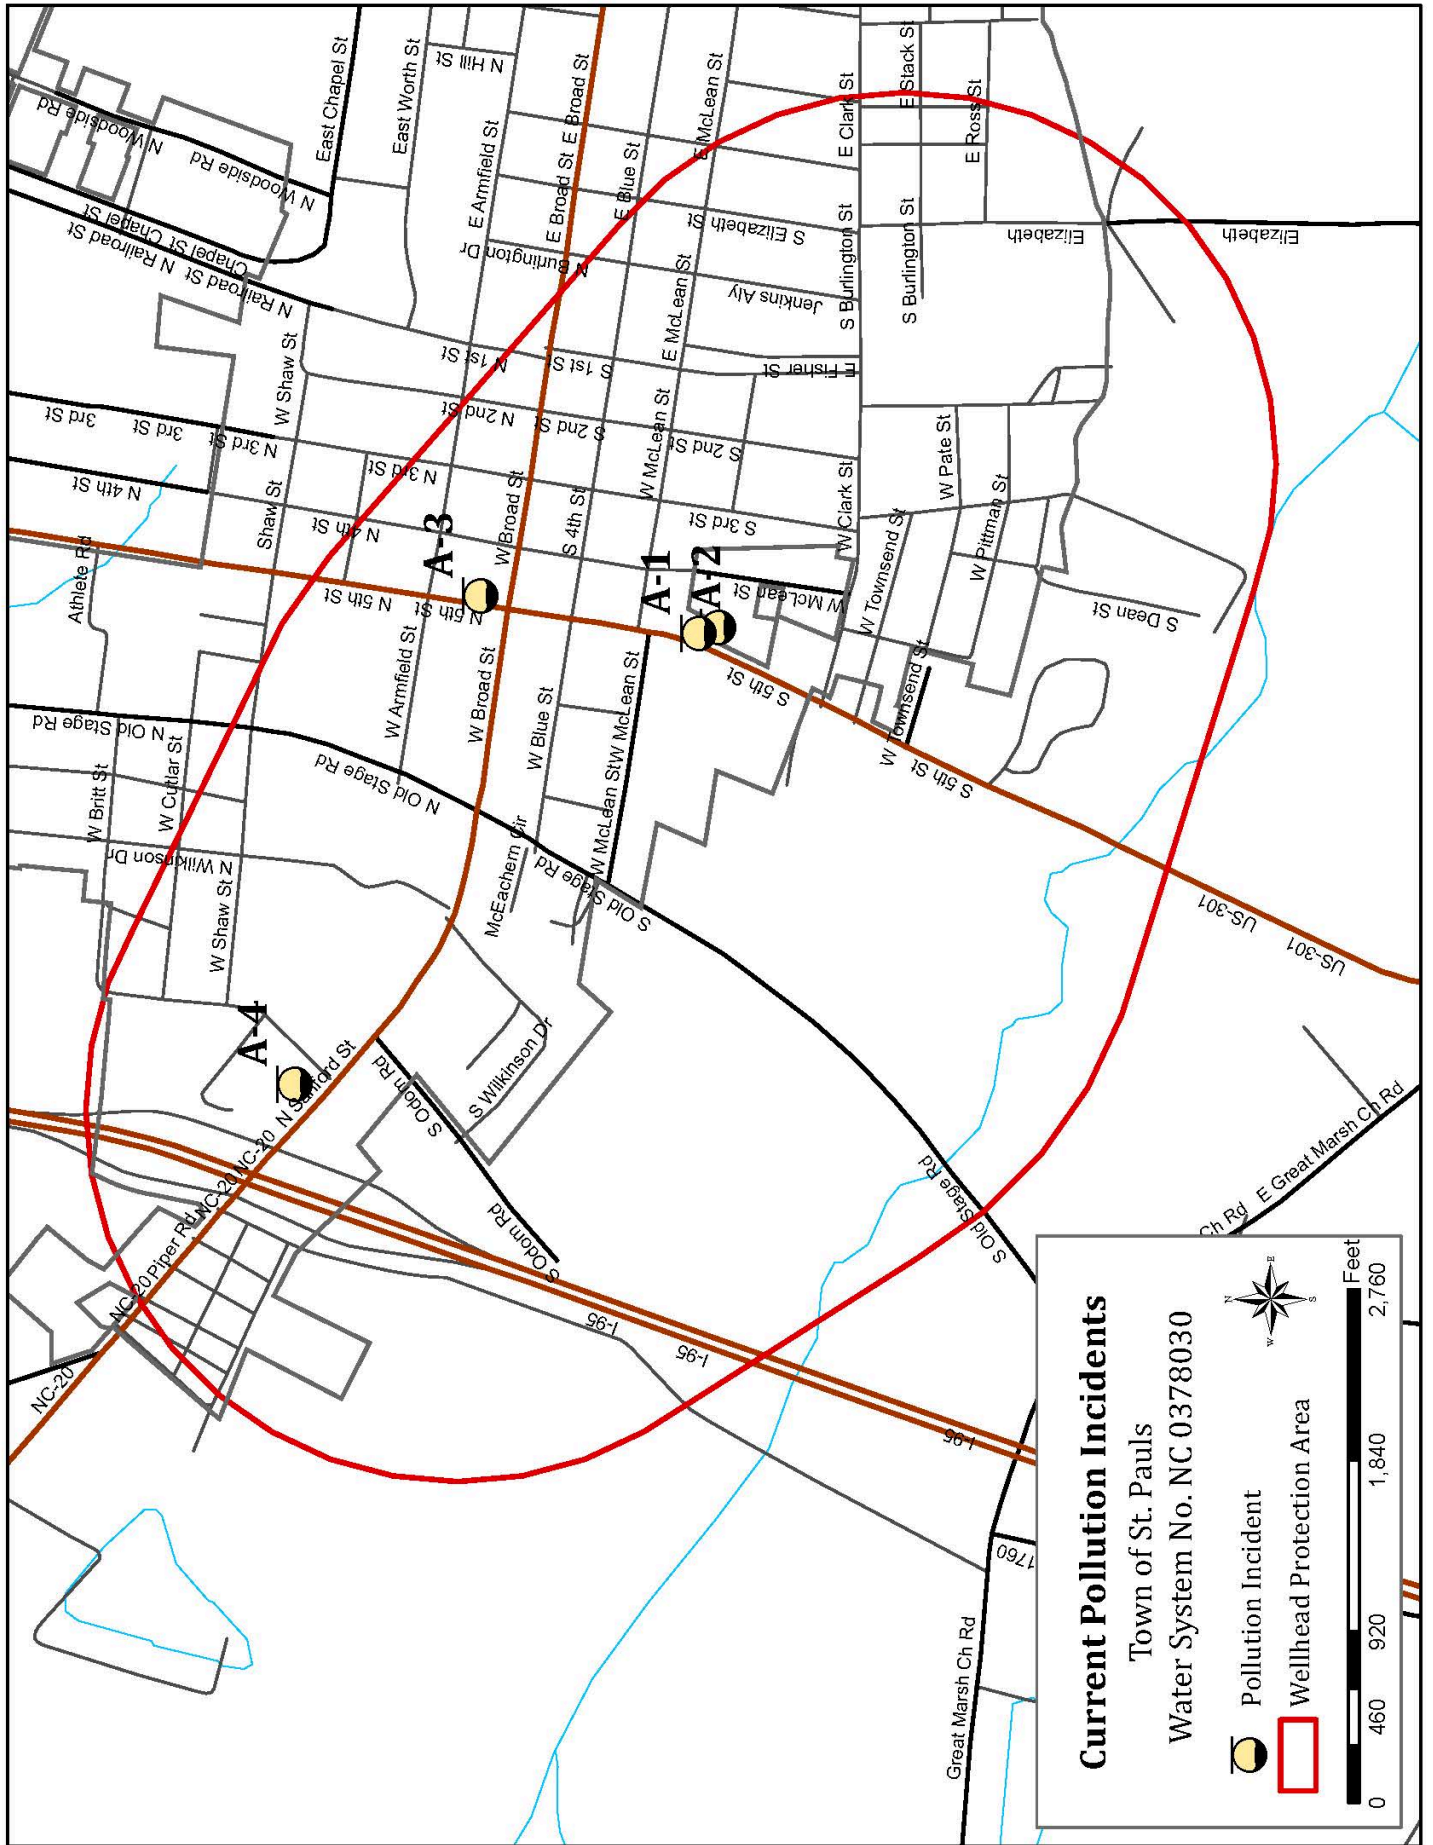 N Woodside Rd
N Woodside Rd
East Chapel St
East Worth St
N Hill St
E Armfield St
E Broad St
E Broad St
E Blue St
E McLean St
E Clark St
E Stack St
E Ross St
Chapel St
Chapel St
N Railroad St
N Railroad St
N Burlington Dr
S Elizabeth St
Jenkins Aly
E McLean St
S Burlington St
S Burlington St
Elizabeth
Elizabeth
W Shaw St
N 1st St
S 1st St
E Fisher St
3rd St
3rd St
N 3rd St
N 3rd St
N 2nd St
S 2nd St
S 2nd St
W McLean St
W Pate St
N 4th St
N 4th St
Shaw St
W Broad St
S 4th St
S 3rd St
W Clark St
W Townsend St
W Pittman St
S Dean St
Athlete Rd
N 5th St
N 5th St
A-3
A-1
A-2
W McLean St
S 5th St
S 5th St
W Townsend St
N Old Stage Rd
N Old Stage Rd
W Armfield St
W Broad St
W Blue St
W McLean St
W McLean St
W Britt St
W Cutlar St
N Wilkinson Dr
W Shaw St
McEachern Cir
S Old Stage Rd
US-301
US-301
A-4
N Sanford St
S Odom Rd
S Odom Rd
S Wilkinson Dr
NC-20
NC-20
Piper Rd
NC-20
NC-20
I-95
I-95
I-95
S Old Stage Rd
E Great Marsh Ch Rd
Ch Rd
1760
Great Marsh Ch Rd
Current Pollution Incidents
Town of St. Pauls
Water System No. NC 0378030
Pollution Incident
Wellhead Protection Area
N
E
S
W
0 460 920 1,840 2,760
Feet